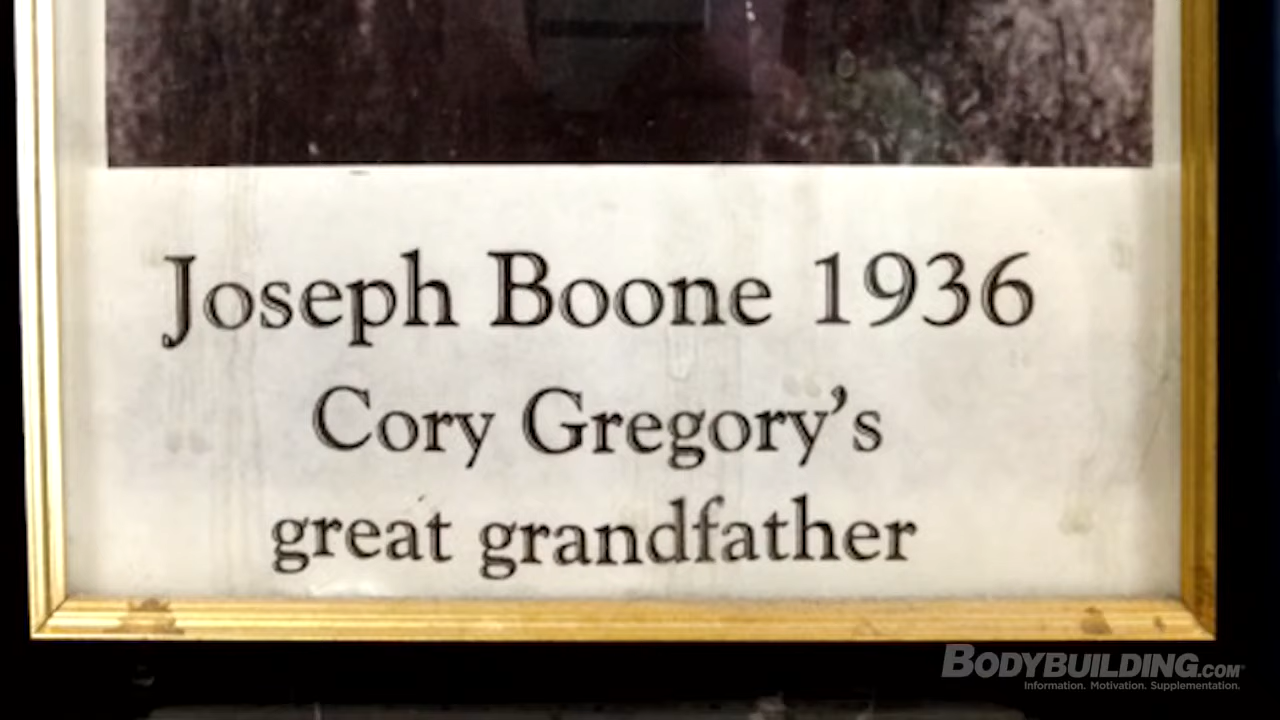 Joseph Boone 1936
Cory Gregory’s
great grandfather
BODYBUILDING.COM
Information. Motivation. Supplementation.